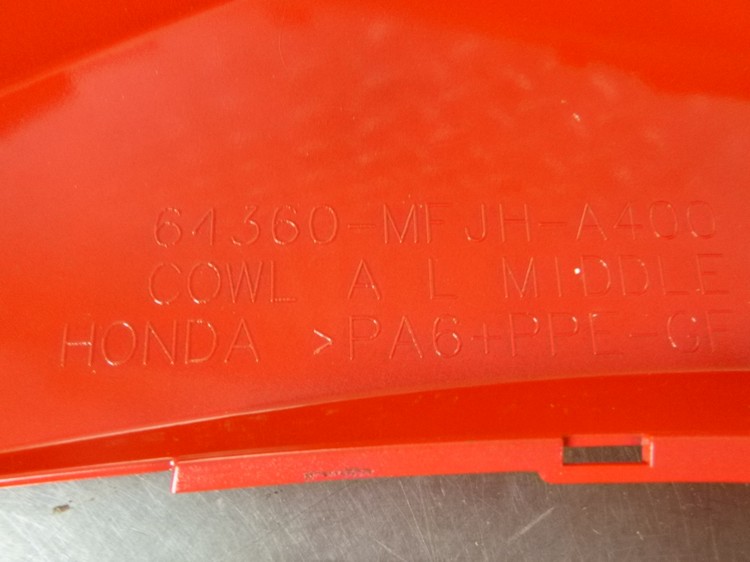 64360-MFJH-A400
COWL A L MIDDLE
HONDA >PA6+PPE-GF